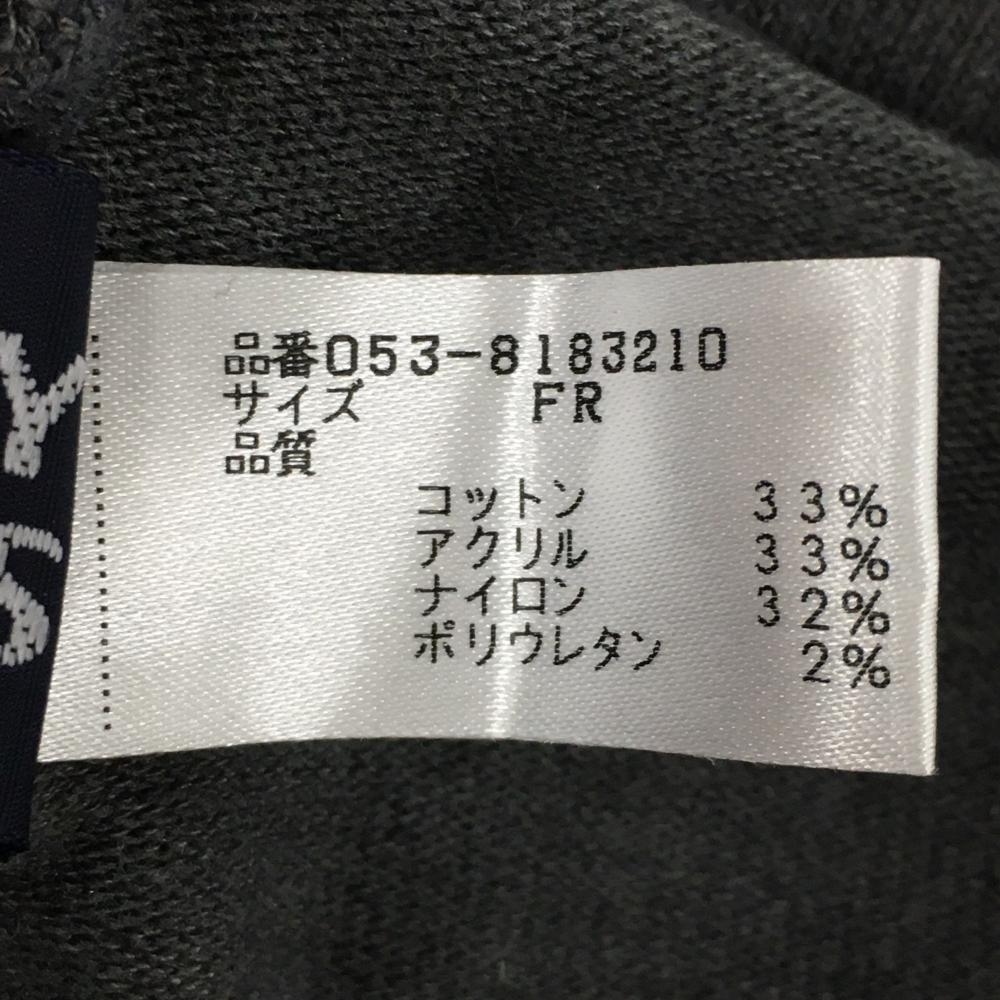 品番053-8183210
サイズ FR
品質
コットン 33%
アクリル 33%
ナイロン 32%
ポリウレタン 2%